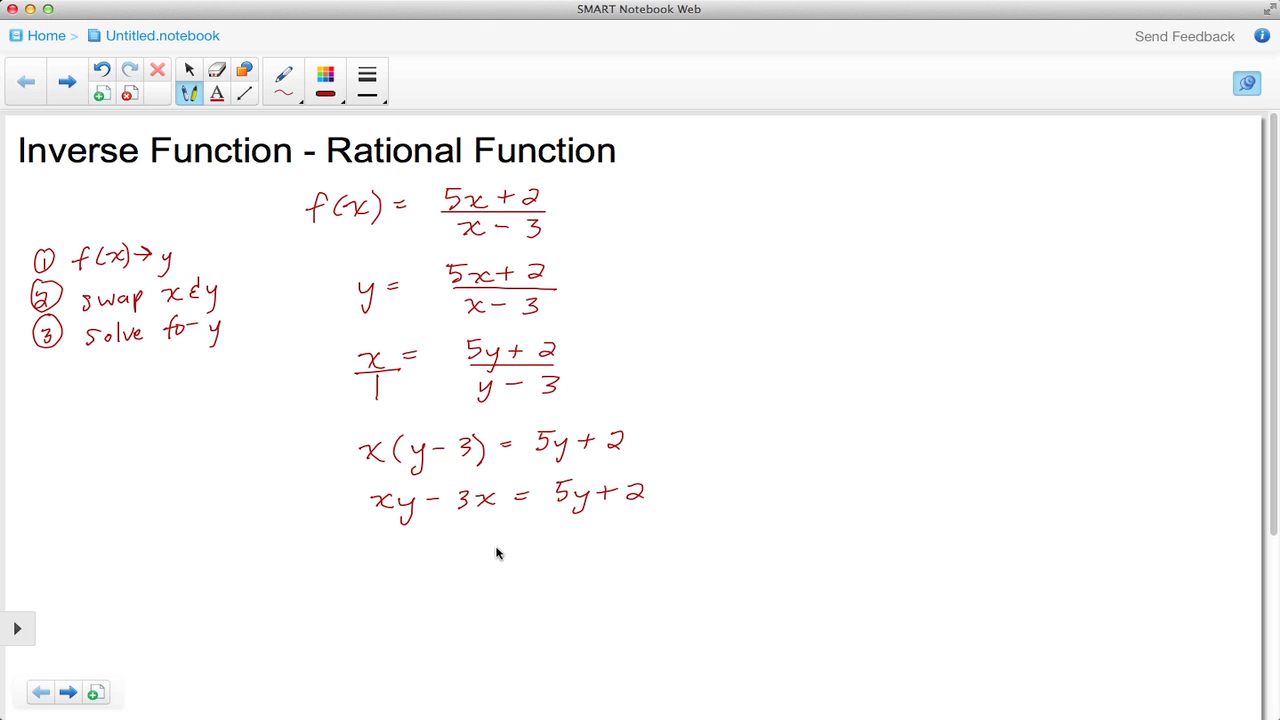 SMART Notebook Web
Home > Untitled.notebook
Send Feedback
A
Inverse Function - Rational Function
f(x) = 5x + 2 / x - 3
① f(x) → y
② swap x & y
③ solve for y
y = 5x + 2 / x - 3
x / 1 = 5y + 2 / y - 3
x(y - 3) = 5y + 2
xy - 3x = 5y + 2